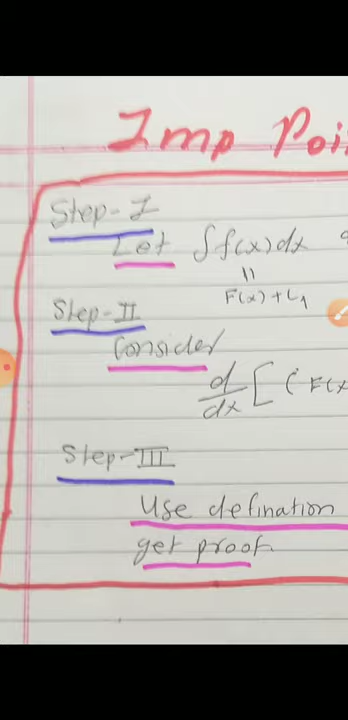 Imp Poi
Step-I
Let ∫f(x)dx
||
F(x)+C₁
Step-II
Consider
d/dx [ ( F(x
Step-III
Use defination
get proof.